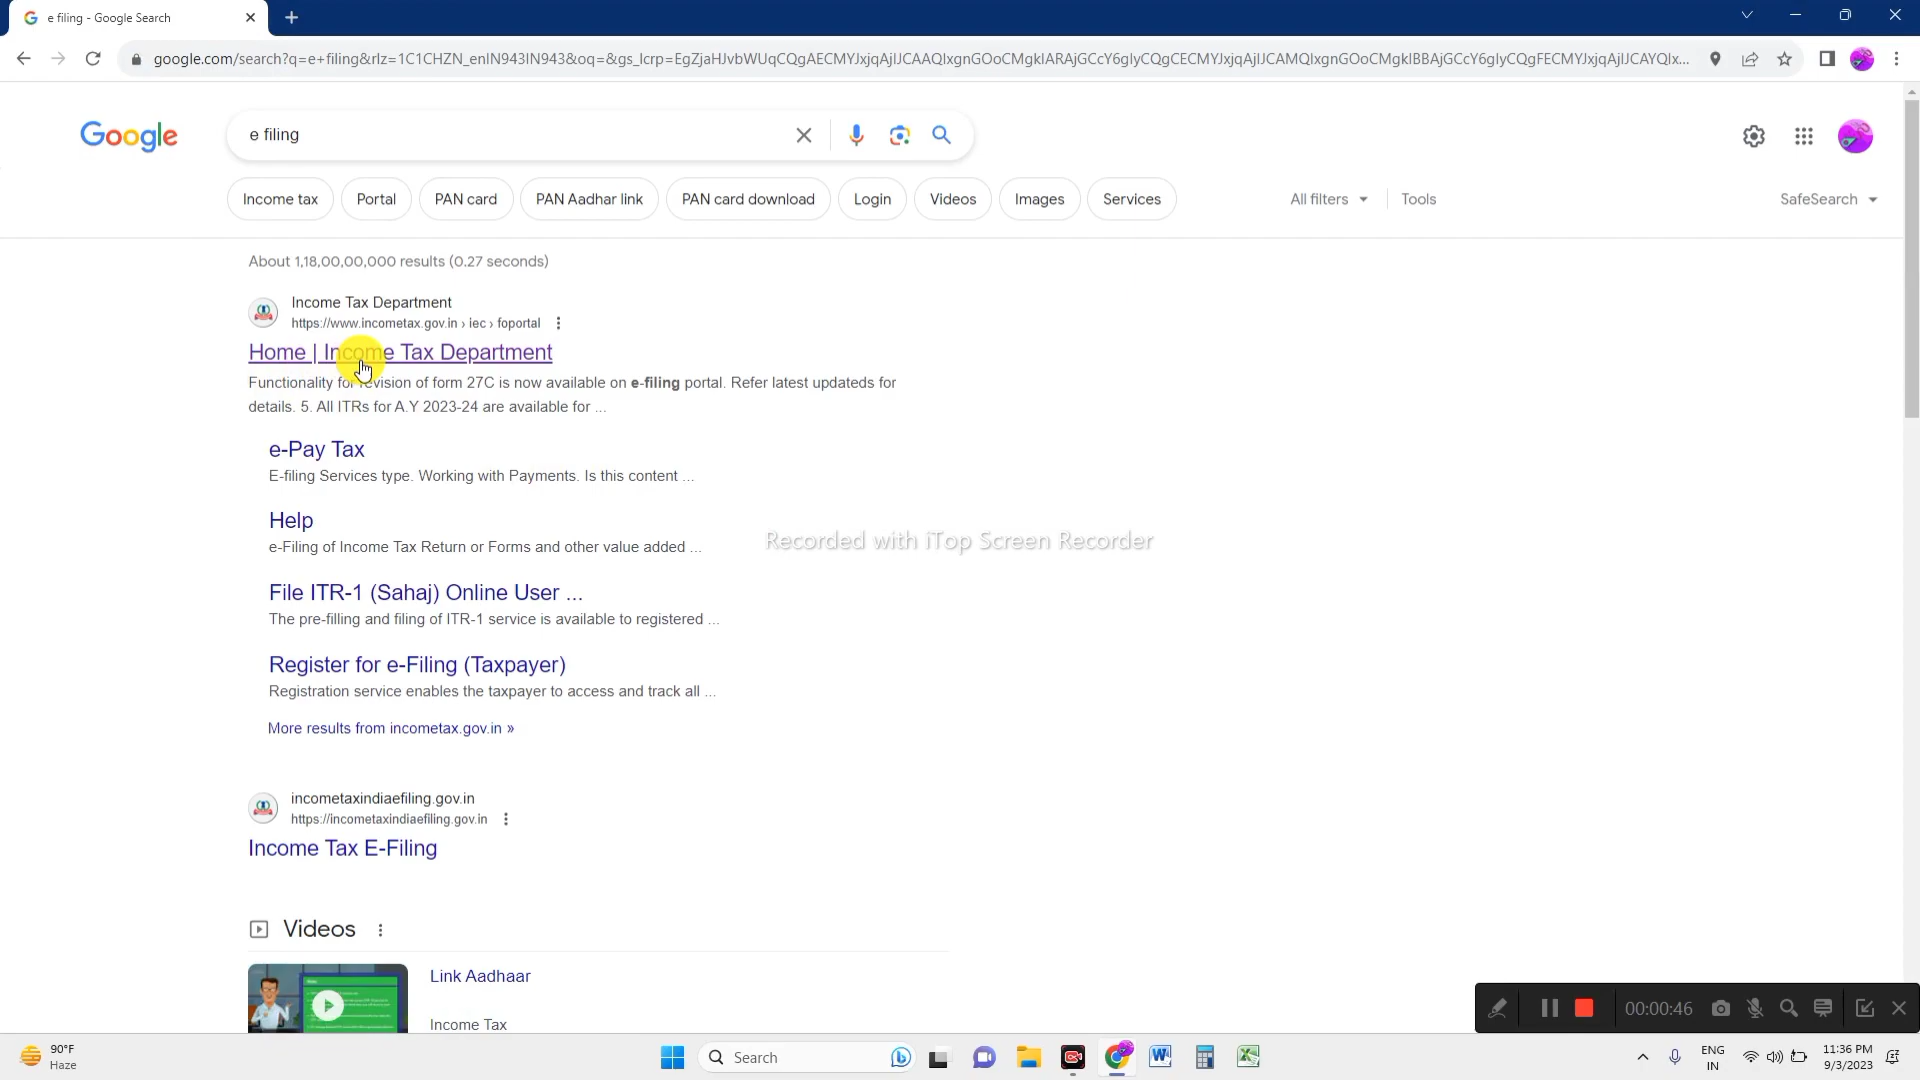 e filing - Google Search
google.com/search?q=e+filing&rlz=1C1CHZN_enIN943IN943&oq=&gs_lcrp=EgZjaHJvbWUqCQgAECMYJxjqAjIJCAAQIxgnGOoCMgkIARAjGCcY6gIyCQgCECMYJxjqAjIJCAMQIxgnGOoCMgkIBBAjGCcY6gIyCQgFECMYJxjqAjIJCAYQIx...
Google
e filing
Income tax
Portal
PAN card
PAN Aadhar link
PAN card download
Login
Videos
Images
Services
All filters
Tools
SafeSearch
About 1,18,00,00,000 results (0.27 seconds)
Income Tax Department
https://www.incometax.gov.in › iec › foportal
Home | Income Tax Department
Functionality for revision of form 27C is now available on e-filing portal. Refer latest updateds for
details. 5. All ITRs for A.Y 2023-24 are available for ...
e-Pay Tax
E-filing Services type. Working with Payments. Is this content ...
Help
e-Filing of Income Tax Return or Forms and other value added ...
Recorded with iTop Screen Recorder
File ITR-1 (Sahaj) Online User ...
The pre-filling and filing of ITR-1 service is available to registered ...
Register for e-Filing (Taxpayer)
Registration service enables the taxpayer to access and track all ...
More results from incometax.gov.in »
incometaxindiaefiling.gov.in
https://incometaxindiaefiling.gov.in
Income Tax E-Filing
Videos
Link Aadhaar
Income Tax
00:00:46
90°F
Haze
Search
ENG
IN
11:36 PM
9/3/2023